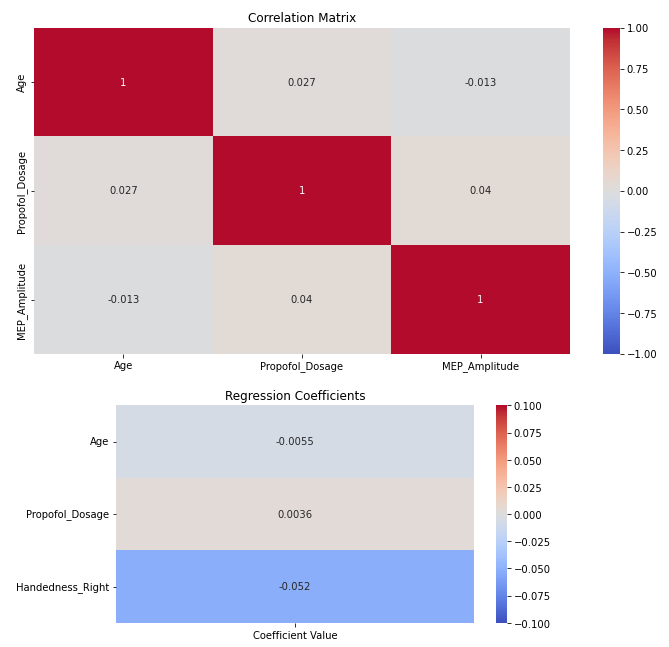 Correlation Matrix
Age
1
0.027
-0.013
Propofol_Dosage
0.027
1
0.04
MEP_Amplitude
-0.013
0.04
1
Age
Propofol_Dosage
MEP_Amplitude
1.00
0.75
0.50
0.25
0.00
−0.25
−0.50
−0.75
−1.00
Regression Coefficients
Age
-0.0055
Propofol_Dosage
0.0036
Handedness_Right
-0.052
Coefficient Value
0.100
0.075
0.050
0.025
0.000
−0.025
−0.050
−0.075
−0.100